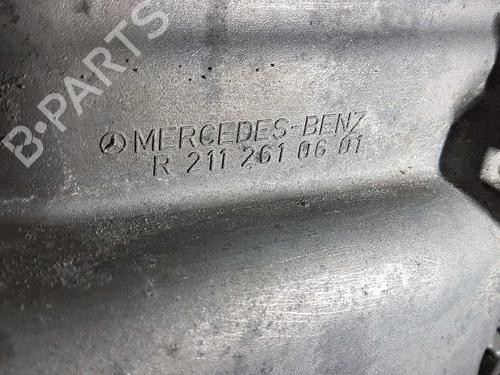 B-PARTS
MERCEDES-BENZ
R 211 261 06 01